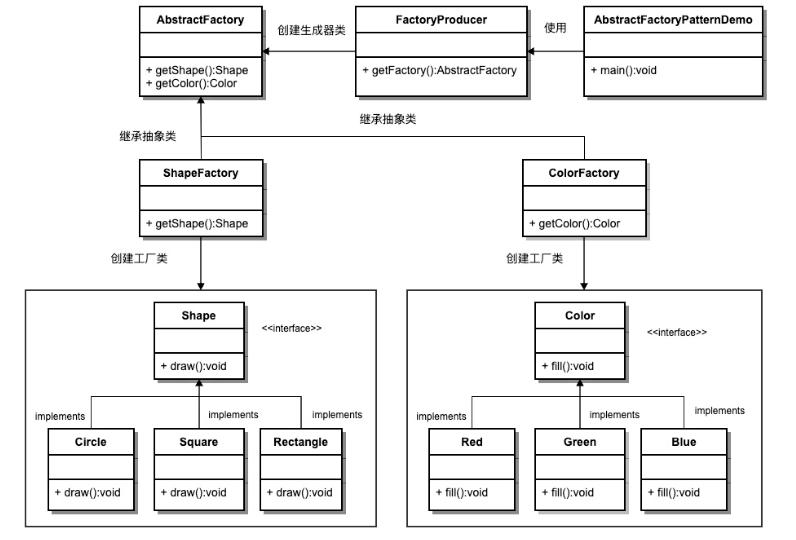 AbstractFactory
+ getShape():Shape
+ getColor():Color
创建生成器类
FactoryProducer
+ getFactory():AbstractFactory
使用
AbstractFactoryPatternDemo
+ main():void
继承抽象类
继承抽象类
ShapeFactory
+ getShape():Shape
ColorFactory
+ getColor():Color
创建工厂类
创建工厂类
Shape
<<interface>>
+ draw():void
implements
implements
implements
Circle
+ draw():void
Square
+ draw():void
Rectangle
+ draw():void
Color
<<interface>>
+ fill():void
implements
implements
implements
Red
+ fill():void
Green
+ fill():void
Blue
+ fill():void